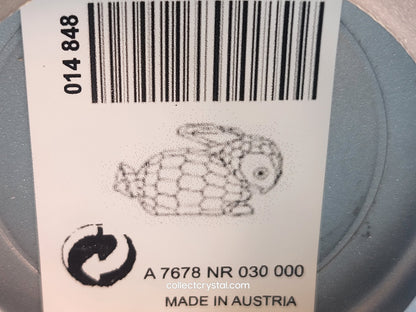 014 848
A 7678 NR 030 000
collectcrystal.com
MADE IN AUSTRIA